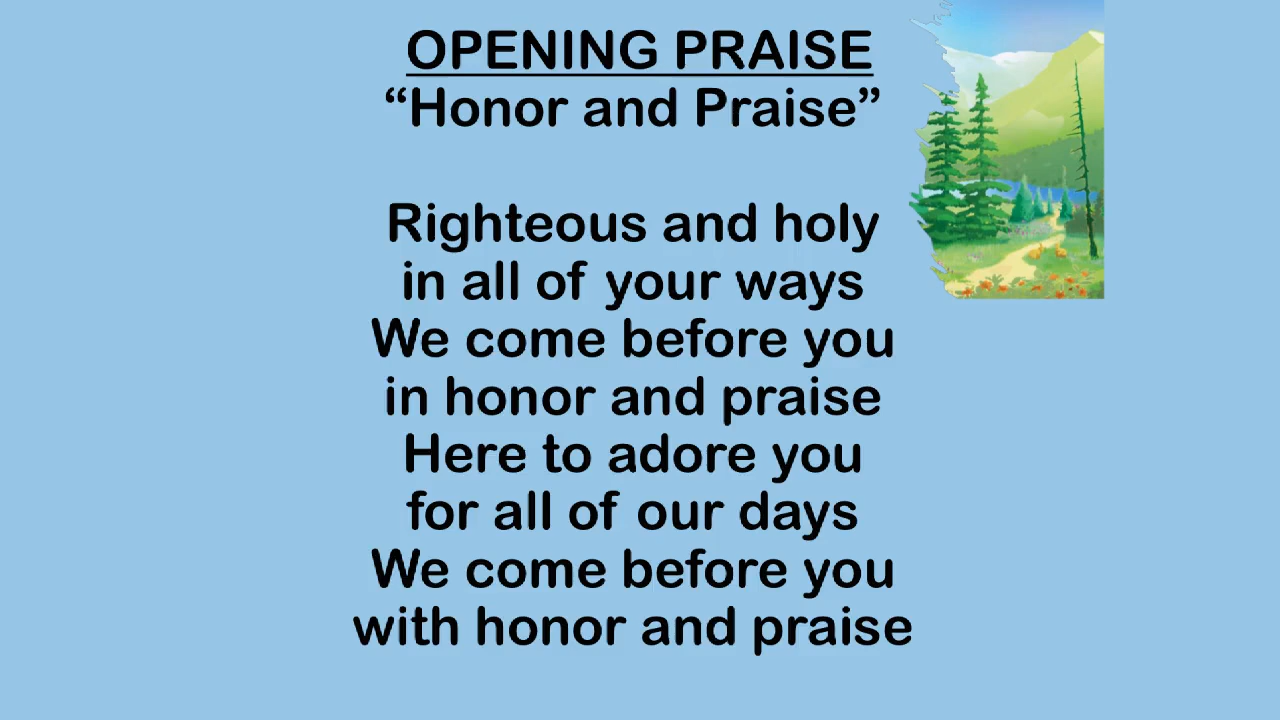 OPENING PRAISE
“Honor and Praise”
Righteous and holy
in all of your ways
We come before you
in honor and praise
Here to adore you
for all of our days
We come before you
with honor and praise